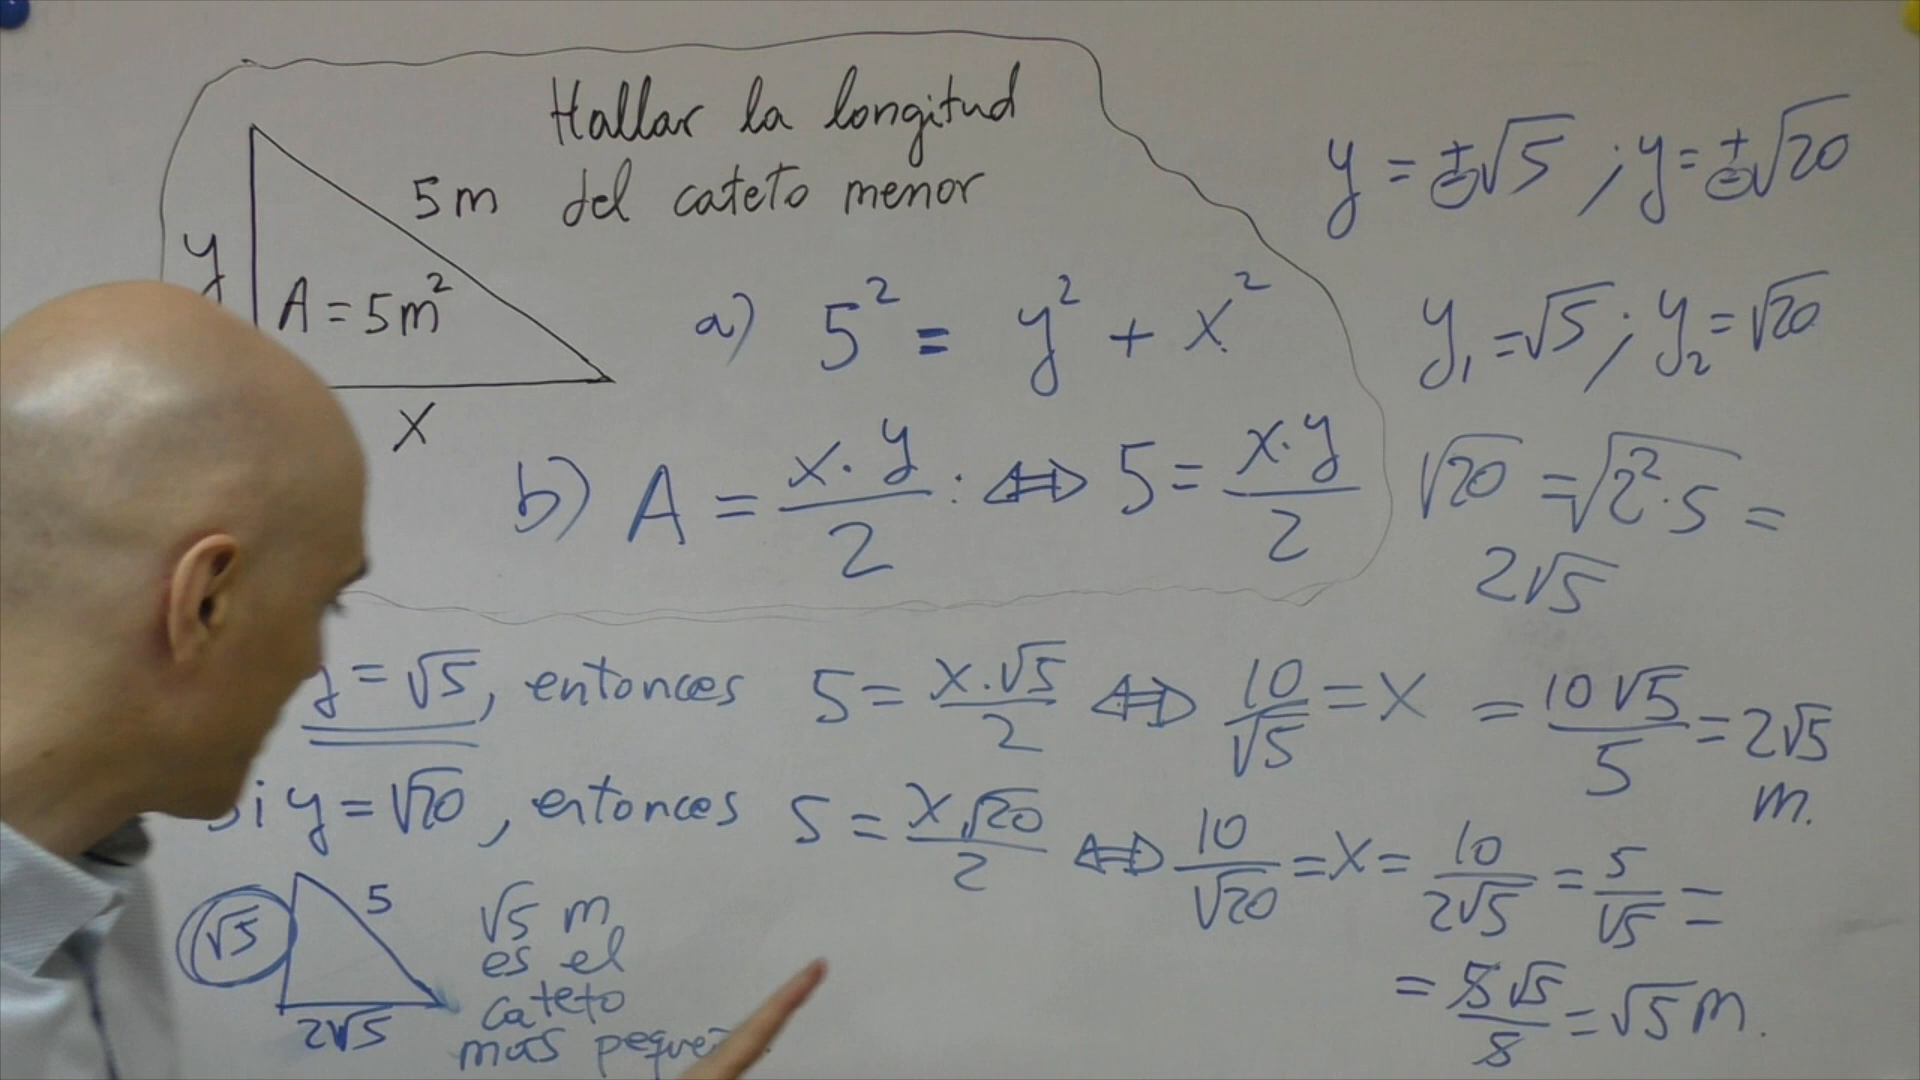 Hallar la longitud
del cateto menor
5m
y
A = 5m²
x
a) 5² = y² + x²
b) A = x·y/2 : ⇔ 5 = x·y/2
y = ±√5 ; y = ±√20
y₁ = √5 ; y₂ = √20
√20 = √2²·5 =
2√5
y = √5, entonces 5 = x·√5/2 ⇔ 10/√5 = x = 10√5/5 = 2√5
m.
Si y = √20, entonces 5 = x√20/2 ⇔ 10/√20 = x = 10/2√5 = 5/√5 =
= 5√5/5 = √5 m.
√5
5
2√5
√5 m
es el
cateto
mas